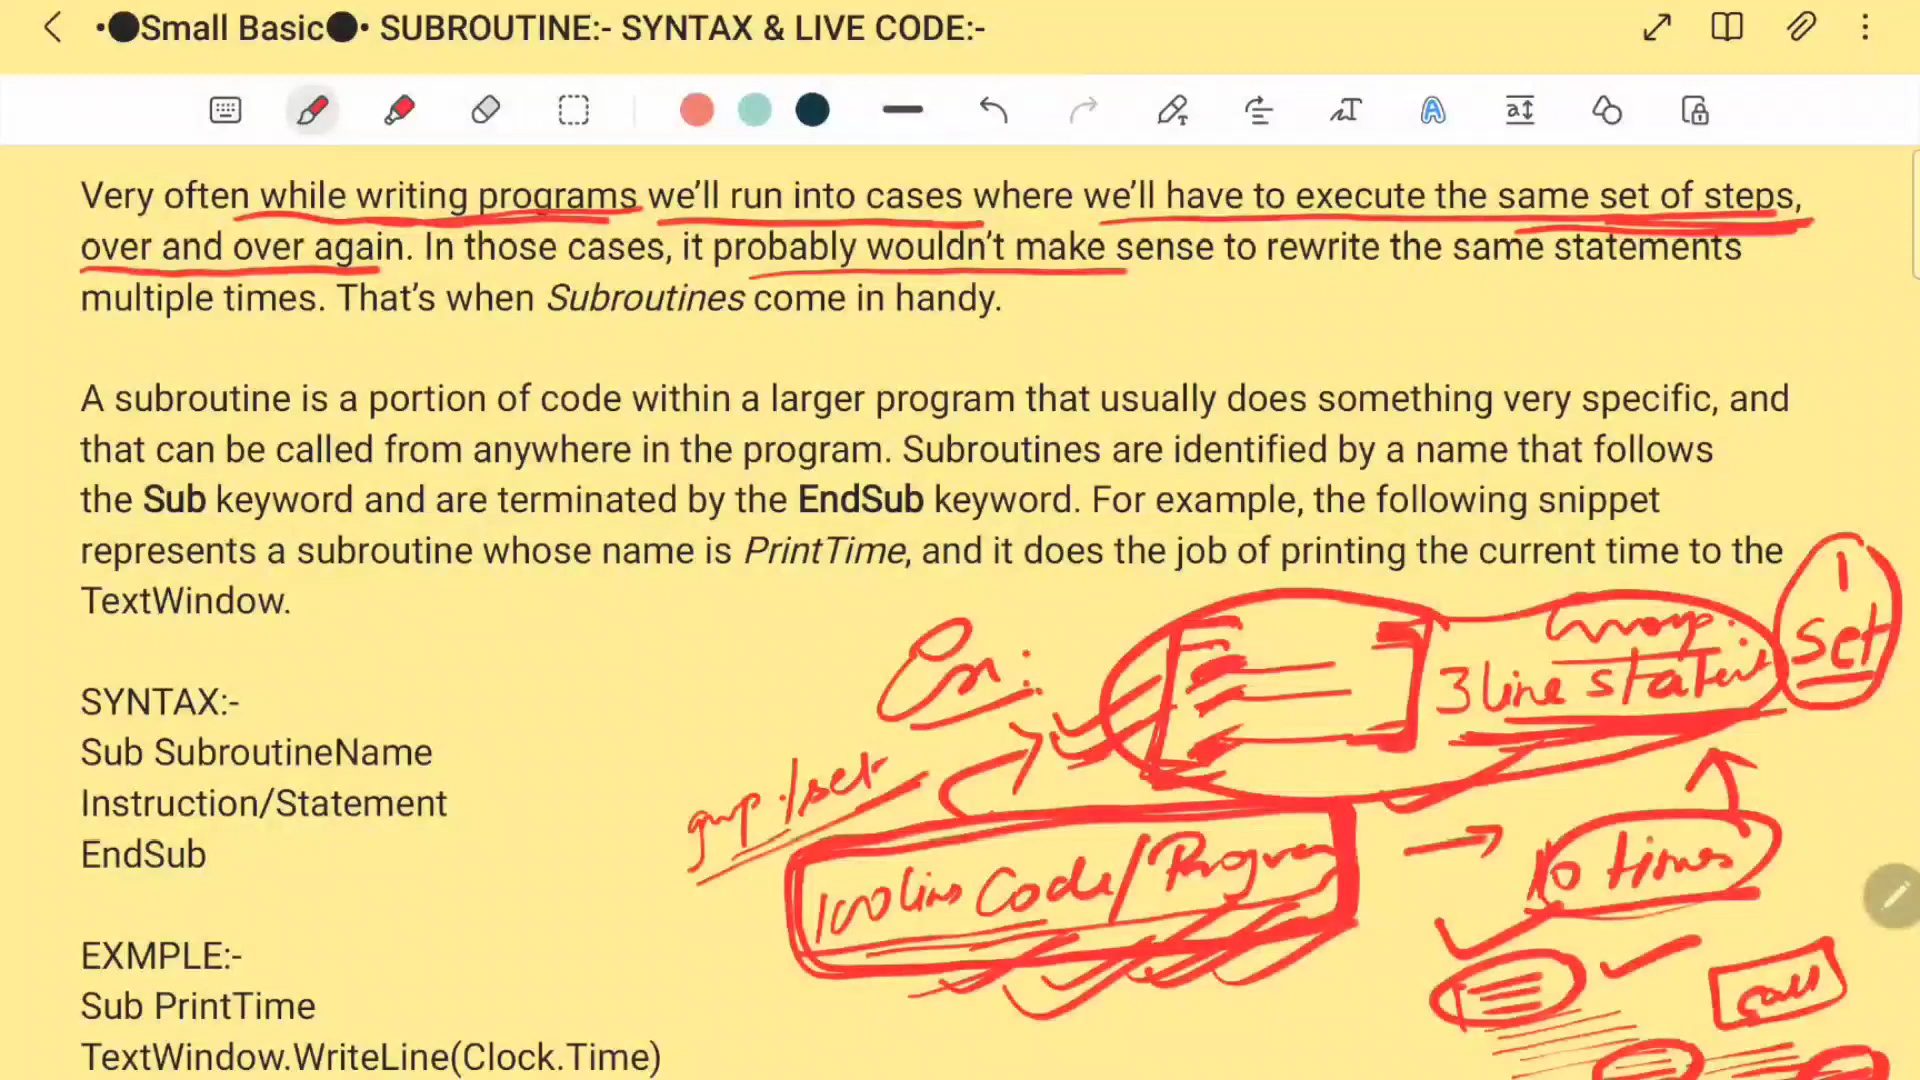 •●Small Basic●• SUBROUTINE:- SYNTAX & LIVE CODE:-
Very often while writing programs we’ll run into cases where we’ll have to execute the same set of steps,
over and over again. In those cases, it probably wouldn’t make sense to rewrite the same statements
multiple times. That’s when Subroutines come in handy.
A subroutine is a portion of code within a larger program that usually does something very specific, and
that can be called from anywhere in the program. Subroutines are identified by a name that follows
the Sub keyword and are terminated by the EndSub keyword. For example, the following snippet
represents a subroutine whose name is PrintTime, and it does the job of printing the current time to the
TextWindow.
1
set
Group:
3 line
Ex:
SYNTAX:-
Sub SubroutineName
Instruction/Statement
EndSub
/set
100 Code/
10 times
call
EXMPLE:-
Sub PrintTime
TextWindow.WriteLine(Clock.Time)